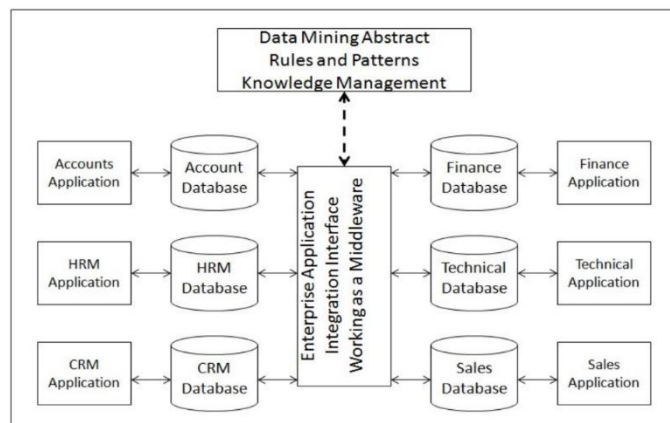 Data Mining Abstract
Rules and Patterns
Knowledge Management
Accounts
Application
Account
Database
Finance
Database
Finance
Application
HRM
Application
HRM
Database
Enterprise Application
Integration Interface
Working as a Middleware
Technical
Database
Technical
Application
CRM
Application
CRM
Database
Sales
Database
Sales
Application